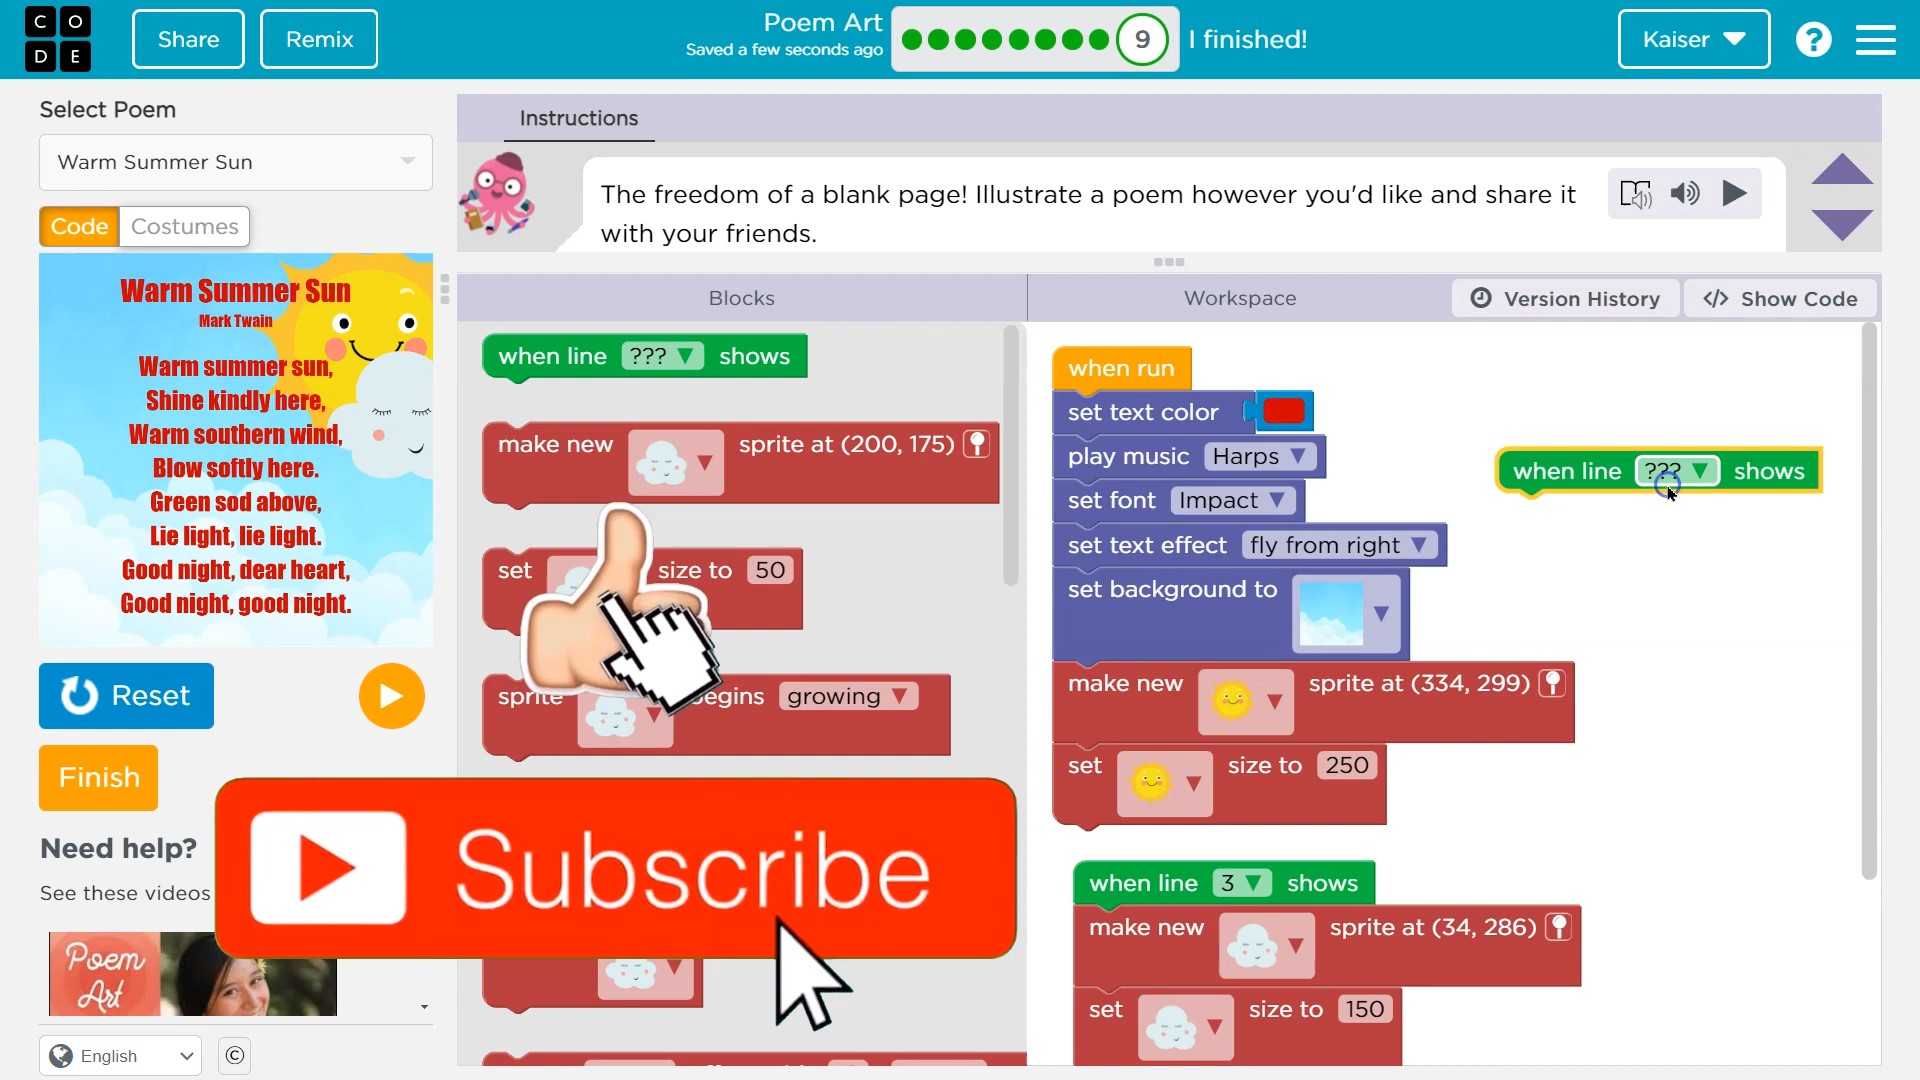 C O
D E
Share
Remix
Poem Art
Saved a few seconds ago
9
I finished!
Kaiser
?
Select Poem
Warm Summer Sun
Code
Costumes
Warm Summer Sun
Mark Twain
Warm summer sun,
Shine kindly here,
Warm southern wind,
Blow softly here.
Green sod above,
Lie light, lie light.
Good night, dear heart,
Good night, good night.
Reset
Finish
Need help?
See these videos
Poem
Art
English
©
Instructions
The freedom of a blank page! Illustrate a poem however you'd like and share it
with your friends.
Blocks
when line ??? shows
make new sprite at (200, 175)
set size to 50
sprite begins growing
Subscribe
Workspace
Version History
</> Show Code
when run
set text color
play music Harps
set font Impact
set text effect fly from right
set background to
make new sprite at (334, 299)
set size to 250
when line ??? shows
when line 3 shows
make new sprite at (34, 286)
set size to 150